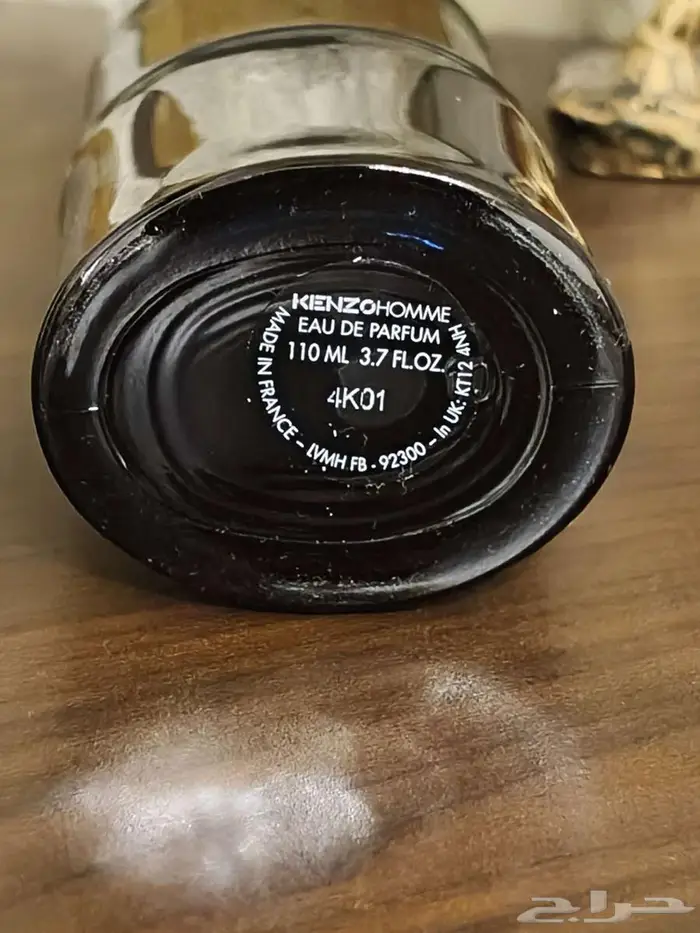 KENZOHOMME
EAU DE PARFUM
110 ML 3.7 FL.OZ.
4K01
MADE IN FRANCE – LVMH FB · 92300 – In UK: KT12 4NH
حراج